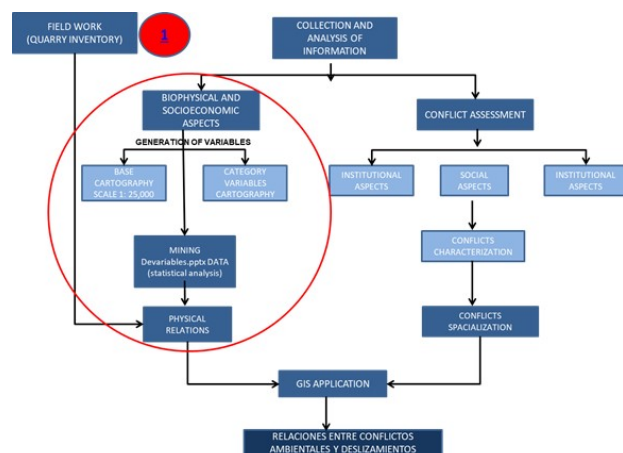 FIELD WORK
(QUARRY INVENTORY)
1
COLLECTION AND
ANALYSIS OF
INFORMATION
BIOPHYSICAL AND
SOCIOECONOMIC
ASPECTS
CONFLICT ASSESSMENT
GENERATION OF VARIABLES
BASE
CARTOGRAPHY
SCALE 1: 25,000
CATEGORY
VARIABLES
CARTOGRAPHY
INSTITUTIONAL
ASPECTS
SOCIAL
ASPECTS
INSTITUTIONAL
ASPECTS
MINING
Devariables.pptx DATA
(statistical analysis)
CONFLICTS
CHARACTERIZATION
PHYSICAL
RELATIONS
CONFLICTS
SPACIALIZATION
GIS APPLICATION
RELACIONES ENTRE CONFLICTOS
AMBIENTALES Y DESLIZAMIENTOS